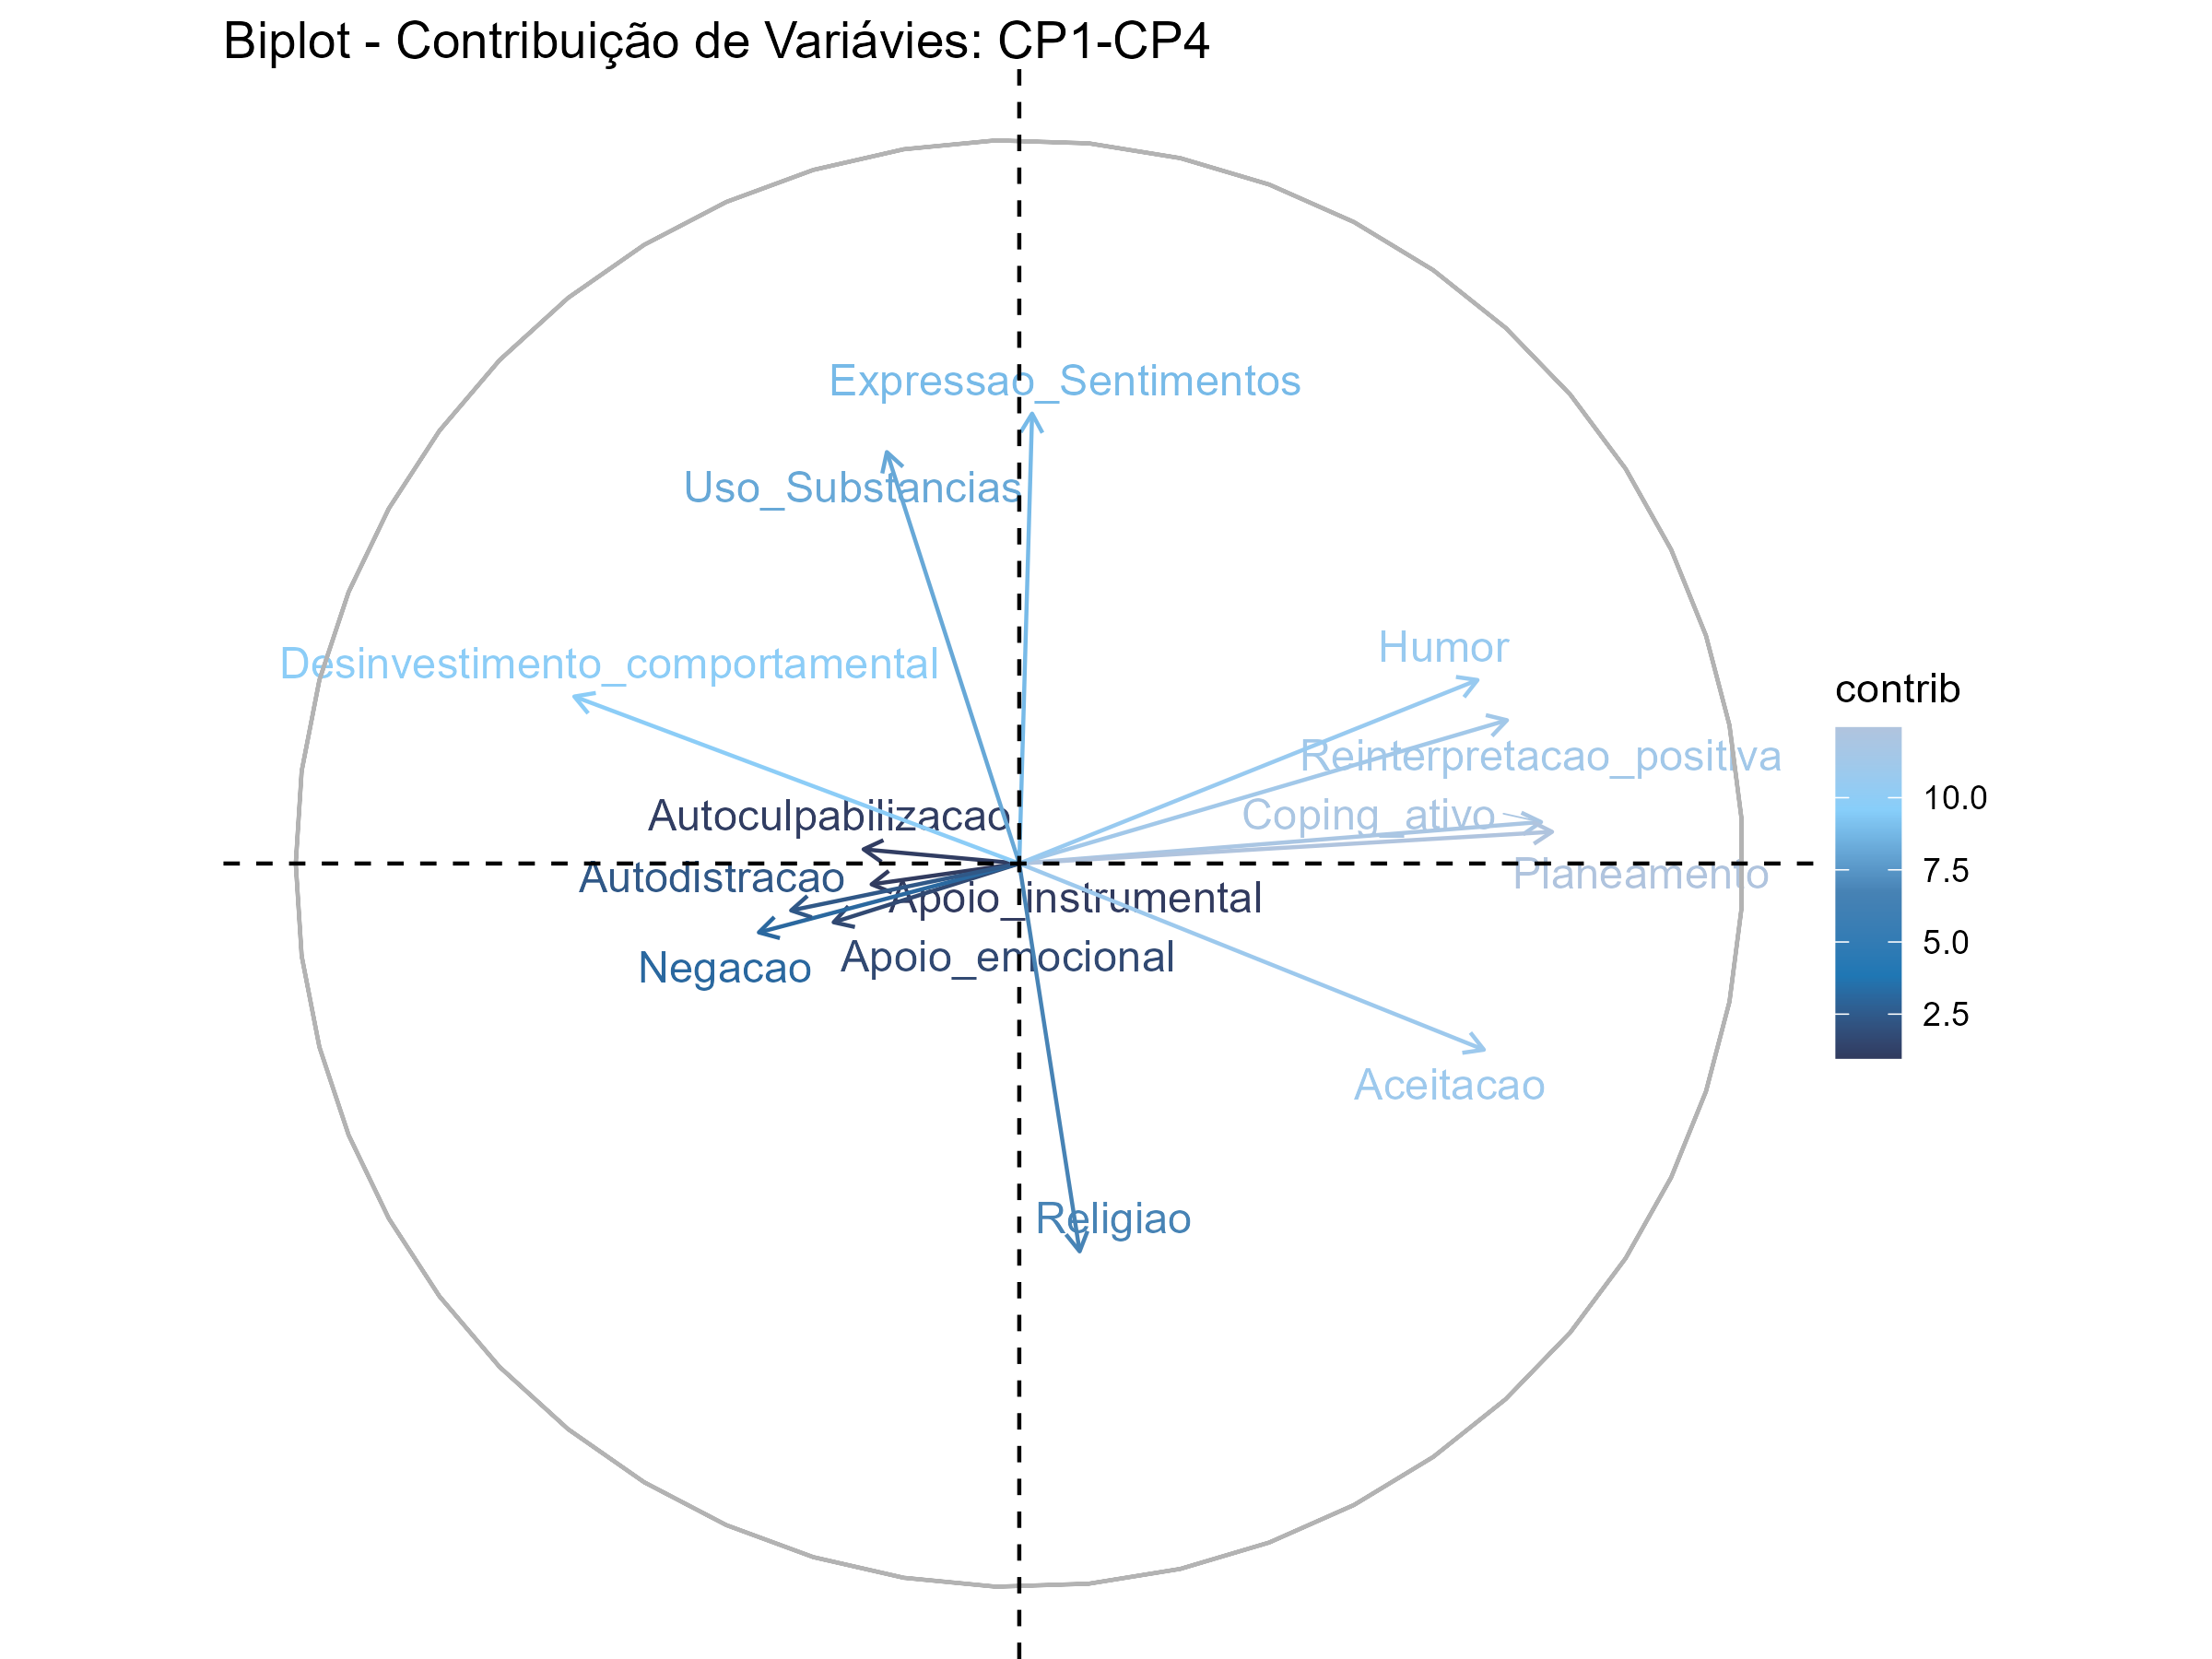 Biplot - Contribuição de Variávies: CP1-CP4
Expressao_Sentimentos
Uso_Substancias
Humor
Desinvestimento_comportamental
contrib
Reinterpretacao_positiva
10.0
Autoculpabilizacao
Coping_ativo
7.5
Autodistracao
Planeamento
Apoio_instrumental
5.0
Apoio_emocional
Negacao
2.5
Aceitacao
Religiao